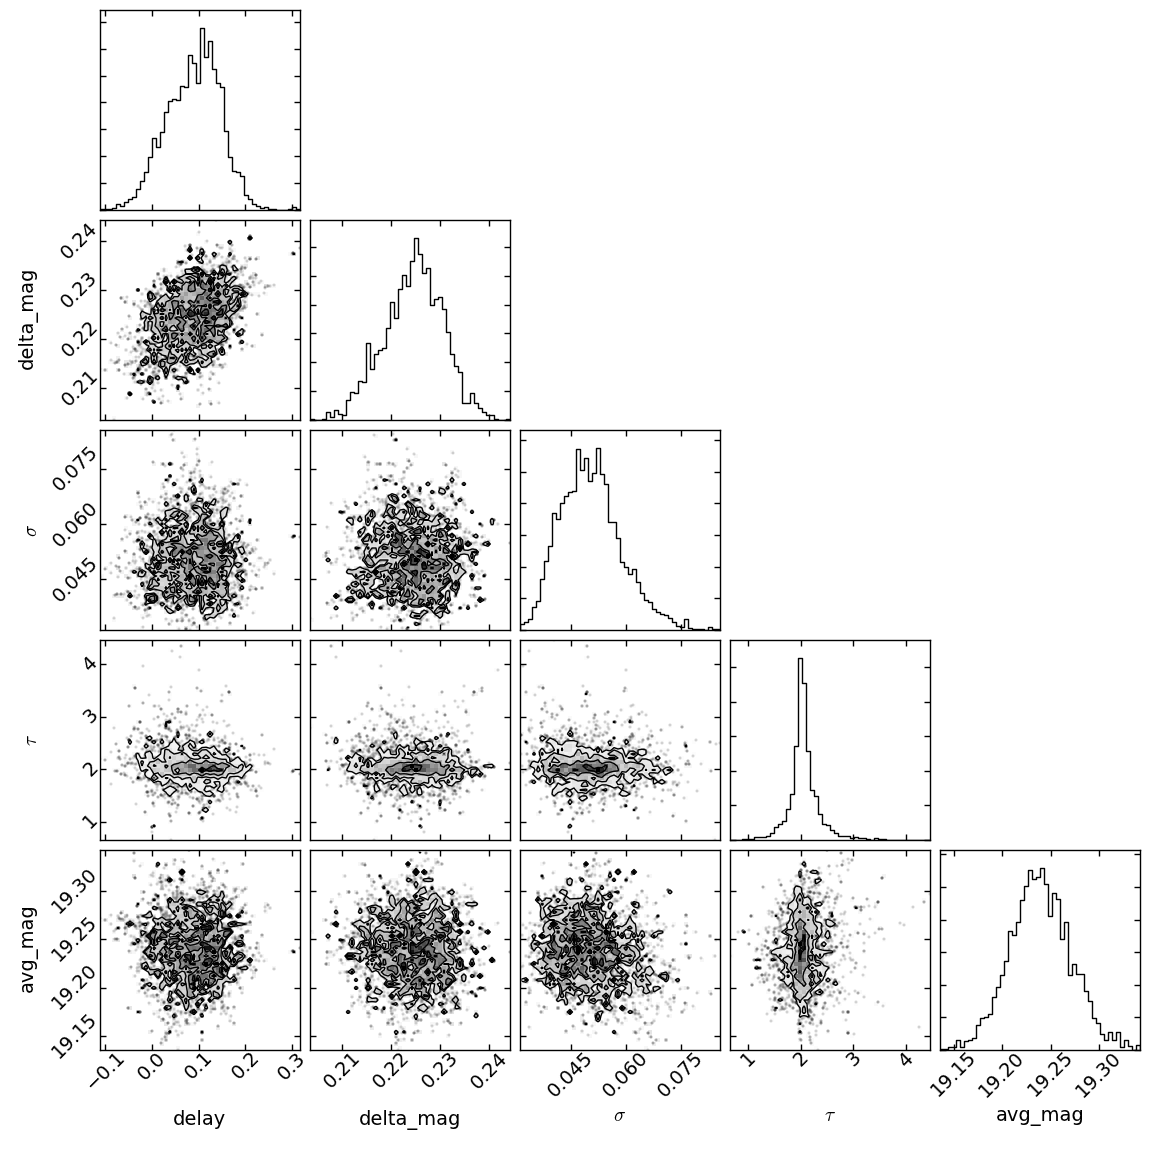 0.24
0.23
0.22
0.21
delta_mag
0.075
0.060
0.045
σ
4
3
2
1
τ
19.30
19.25
19.20
19.15
avg_mag
−0.1 0.0 0.1 0.2 0.3
0.21 0.22 0.23 0.24
0.045 0.060 0.075
1 2 3 4
19.15 19.20 19.25 19.30
delay
delta_mag
σ
τ
avg_mag